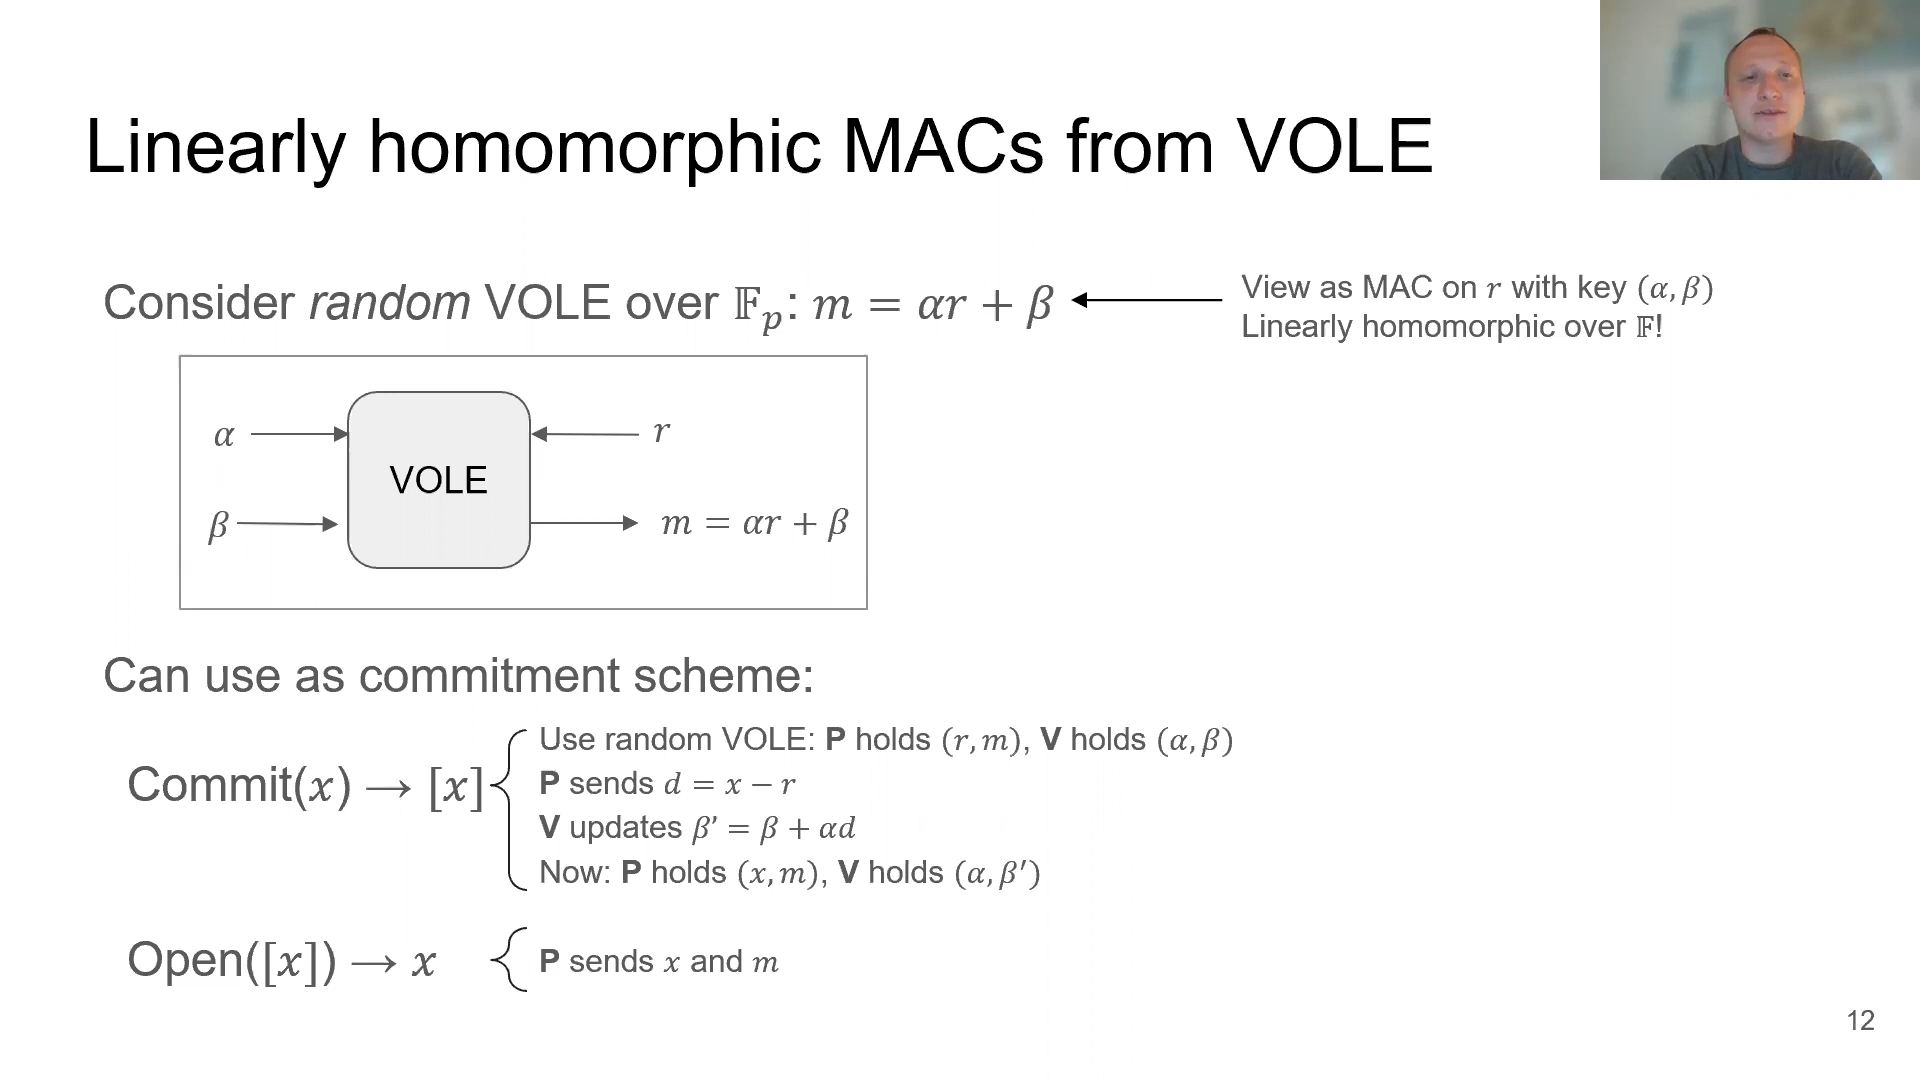 Linearly homomorphic MACs from VOLE
Consider random VOLE over 𝔽ₚ: m = αr + β
View as MAC on r with key (α, β)
Linearly homomorphic over 𝔽!
α
r
VOLE
β
m = αr + β
Can use as commitment scheme:
Commit(x) → [x]
Use random VOLE: P holds (r, m), V holds (α, β)
P sends d = x − r
V updates β’ = β + αd
Now: P holds (x, m), V holds (α, β′)
Open([x]) → x
P sends x and m
12